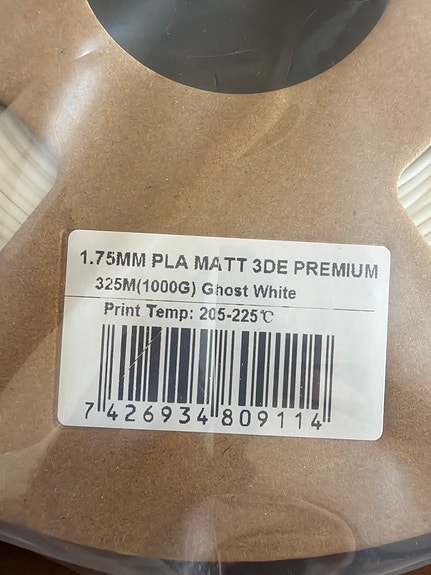 1.75MM PLA MATT 3DE PREMIUM
325M(1000G) Ghost White
Print Temp: 205-225℃
7 426934 809114